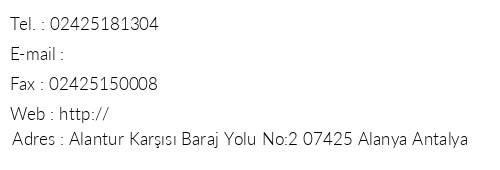 Tel. : 02425181304
E-mail :
Fax : 02425150008
Web : http://
Adres : Alantur Karşısı Baraj Yolu No:2 07425 Alanya Antalya